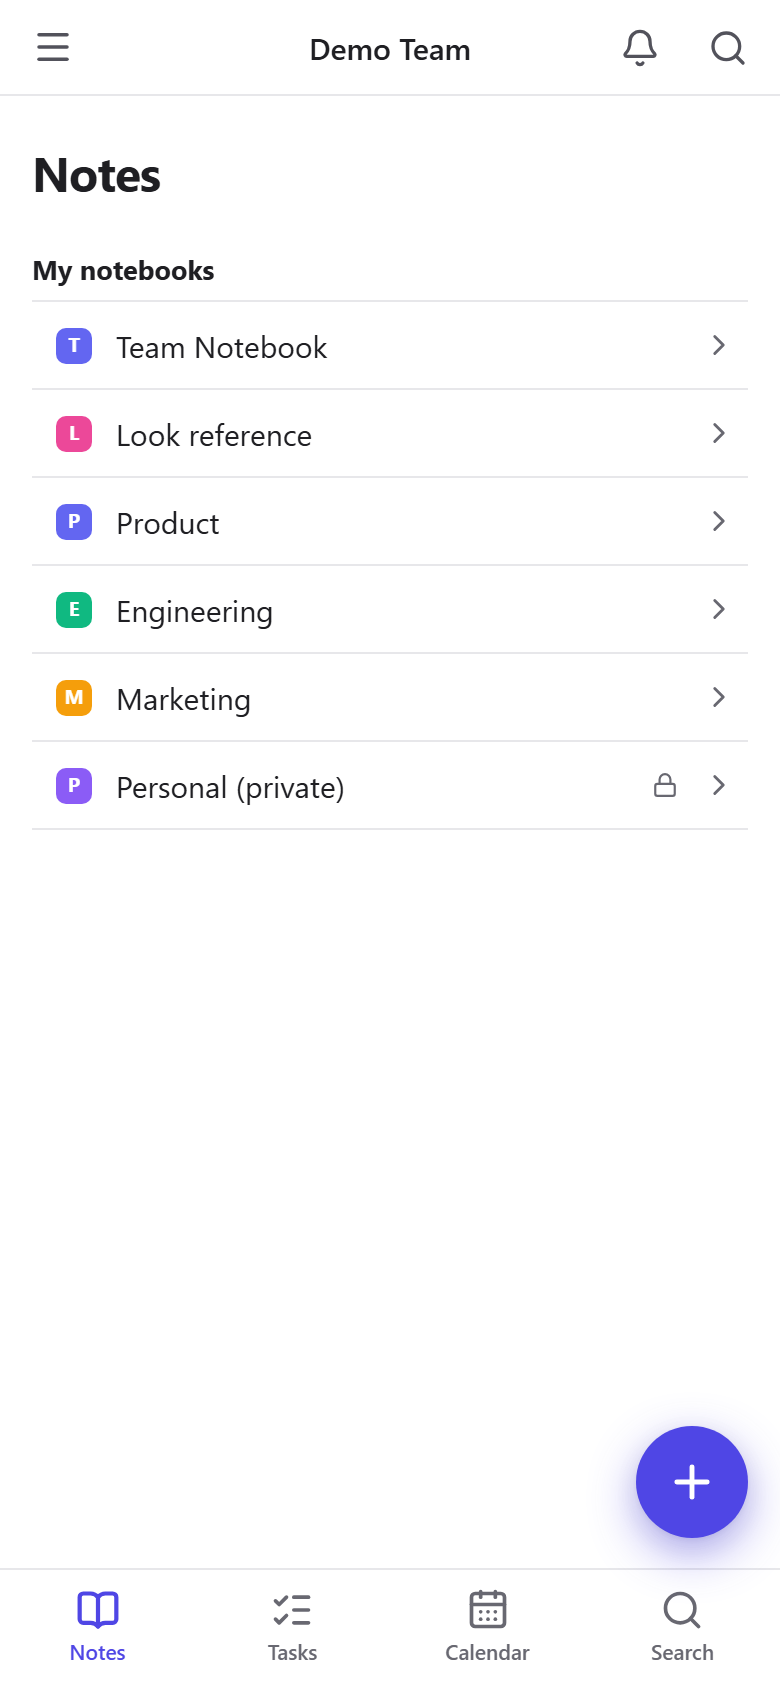 Demo Team
Notes
My notebooks
T Team Notebook
L Look reference
P Product
E Engineering
M Marketing
P Personal (private)
Notes Tasks Calendar Search